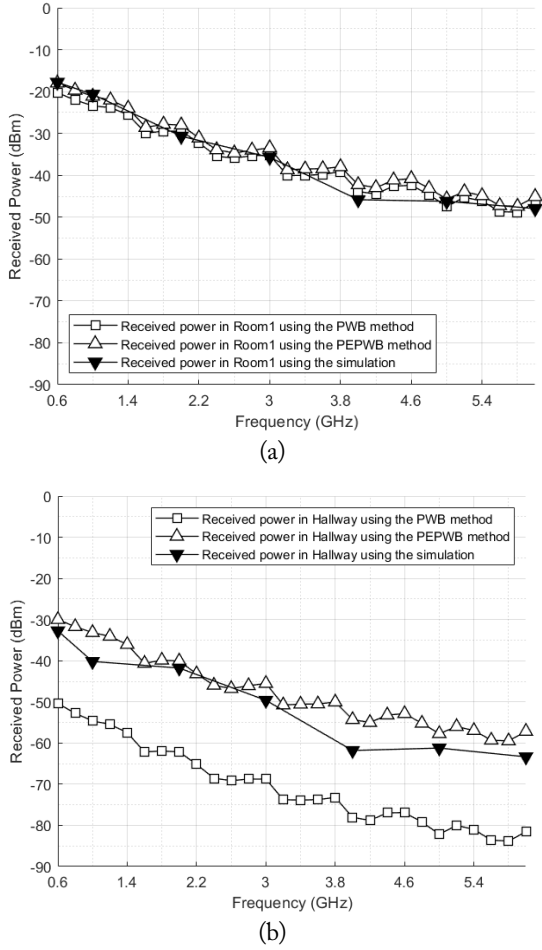 0
-10
-20
-30
-40
-50
-60
-70
-80
-90
Received Power (dBm)
Received power in Room1 using the PWB method
Received power in Room1 using the PEPWB method
Received power in Room1 using the simulation
0.6 1.4 2.2 3 3.8 4.6 5.4
Frequency (GHz)
(a)
0
-10
-20
-30
-40
-50
-60
-70
-80
-90
Received Power (dBm)
Received power in Hallway using the PWB method
Received power in Hallway using the PEPWB method
Received power in Hallway using the simulation
0.6 1.4 2.2 3 3.8 4.6 5.4
Frequency (GHz)
(b)